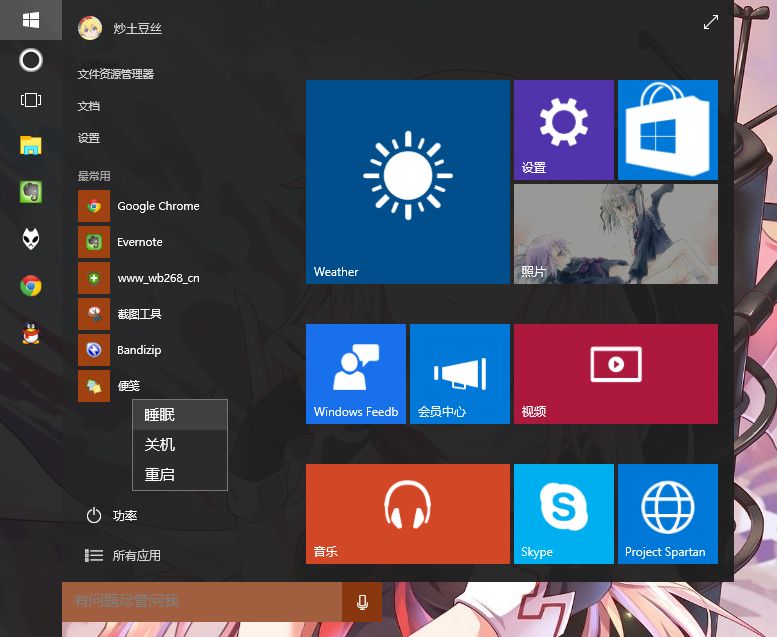 炒土豆丝
文件资源管理器
文档
设置
最常用
Google Chrome
Evernote
www_wb268_cn
截图工具
Bandizip
便笺
睡眠
关机
重启
功率
所有应用
有问题尽管问我
Weather
设置
照片
Windows Feedb
会员中心
视频
音乐
Skype
Project Spartan